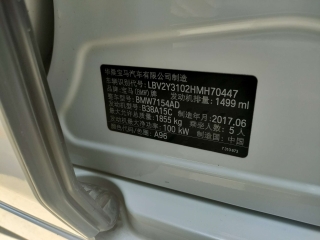 华晨宝马汽车有限公司制造
车辆识别代号: LBV2Y3102HMH70447
品牌: 宝马(BMW)牌 发动机排量: 1499 ml
整车型号: BMW7154AD
发动机型号: B38A15C 制造年月: 2017.06
最大允许总质量: 1855 kg 乘坐人数: 5人
发动机最大净功率: 100 kW 制造国: 中国
A96